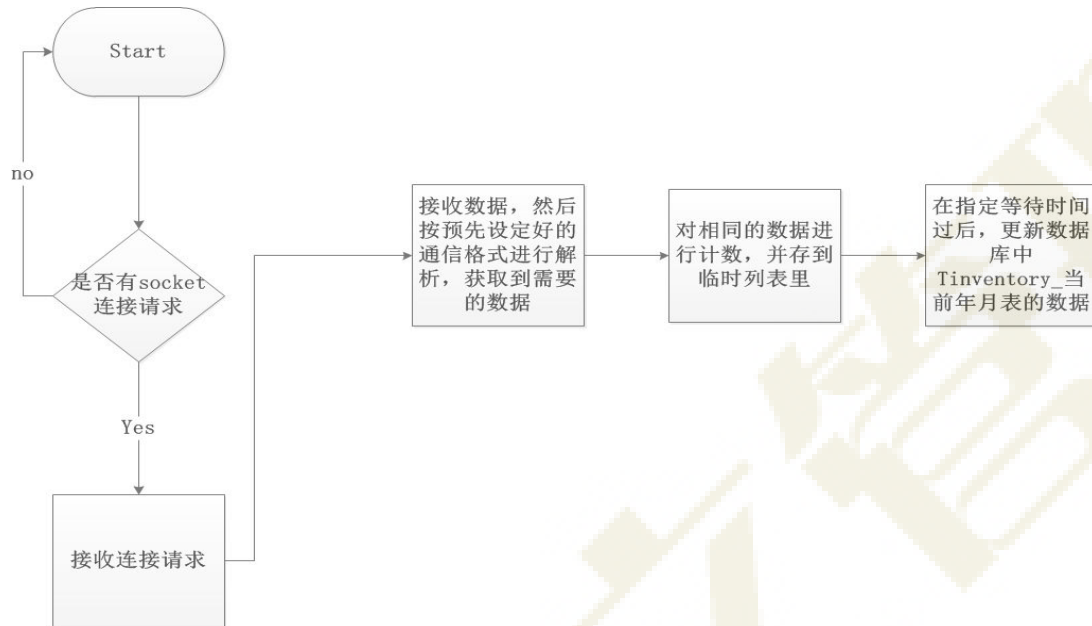 Start
no
是否有socket
连接请求
Yes
接收连接请求
接收数据，然后
按预先设定好的
通信格式进行解
析，获取到需要
的数据
对相同的数据进
行计数，并存到
临时列表里
在指定等待时间
过后，更新数据
库中
Tinventory_当
前年月表的数据